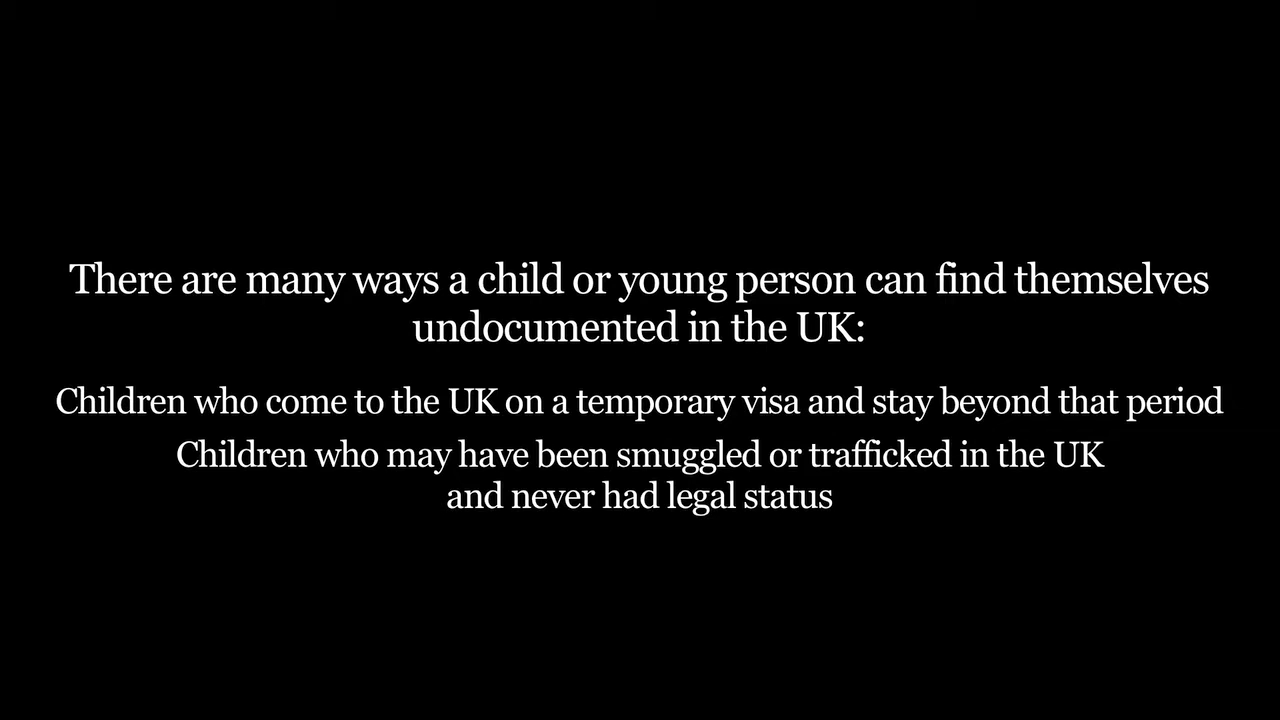 There are many ways a child or young person can find themselves
undocumented in the UK:
Children who come to the UK on a temporary visa and stay beyond that period
Children who may have been smuggled or trafficked in the UK
and never had legal status